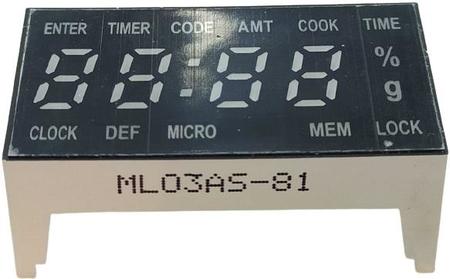 ENTER TIMER CODE AMT COOK TIME
88:88 %
g
CLOCK DEF MICRO MEM LOCK
ML03AS-81